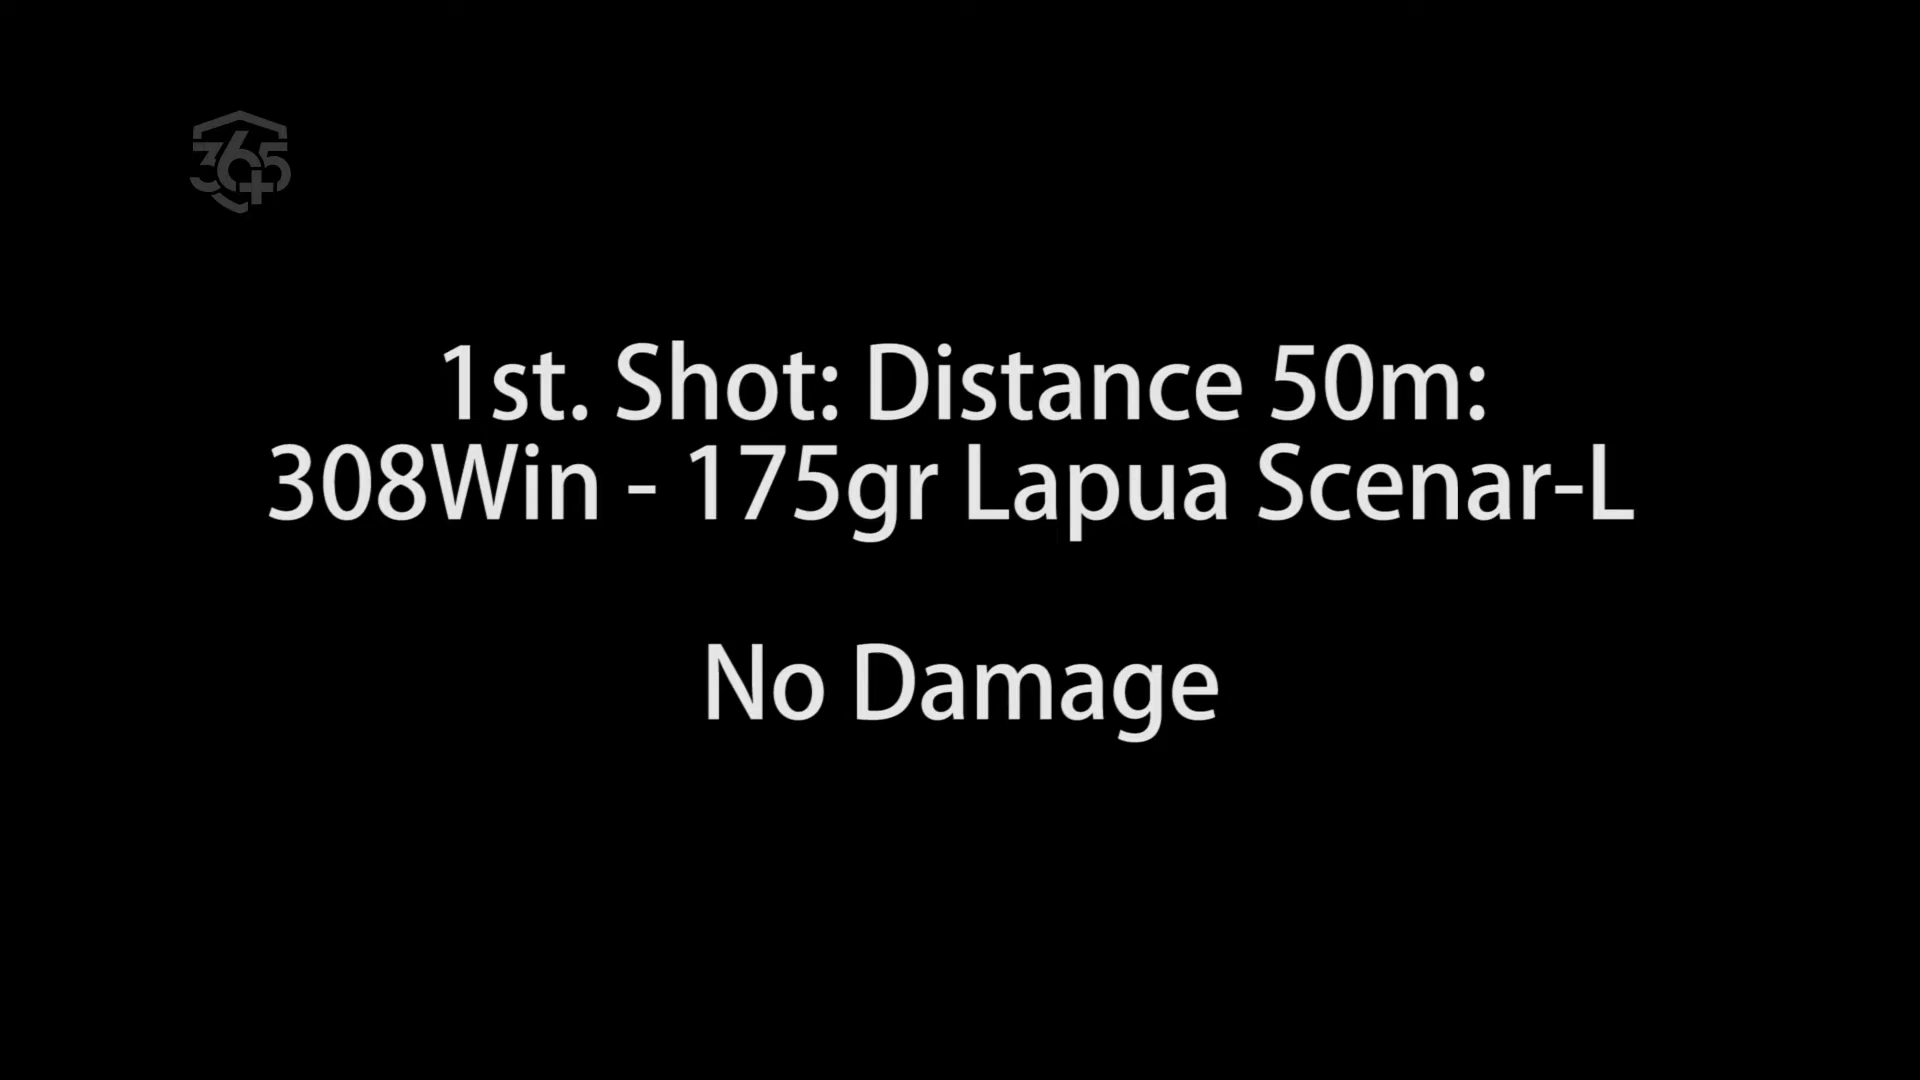 365+
1st. Shot: Distance 50m:
308Win - 175gr Lapua Scenar-L
No Damage